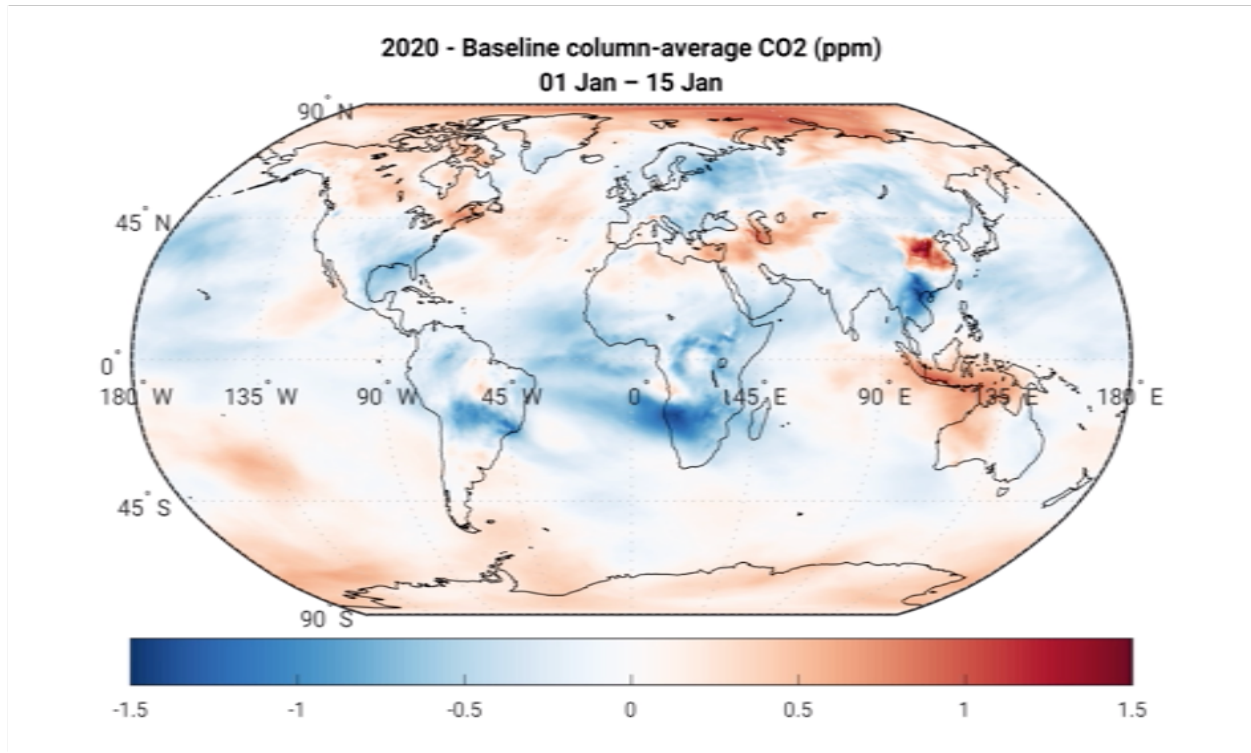 2020 - Baseline column-average CO2 (ppm)
01 Jan – 15 Jan
90° N
45° N
0°
180° W 135° W 90° W 45° W 0° 45° E 90° E 135° E 180° E
45° S
90° S
-1.5 -1 -0.5 0 0.5 1 1.5